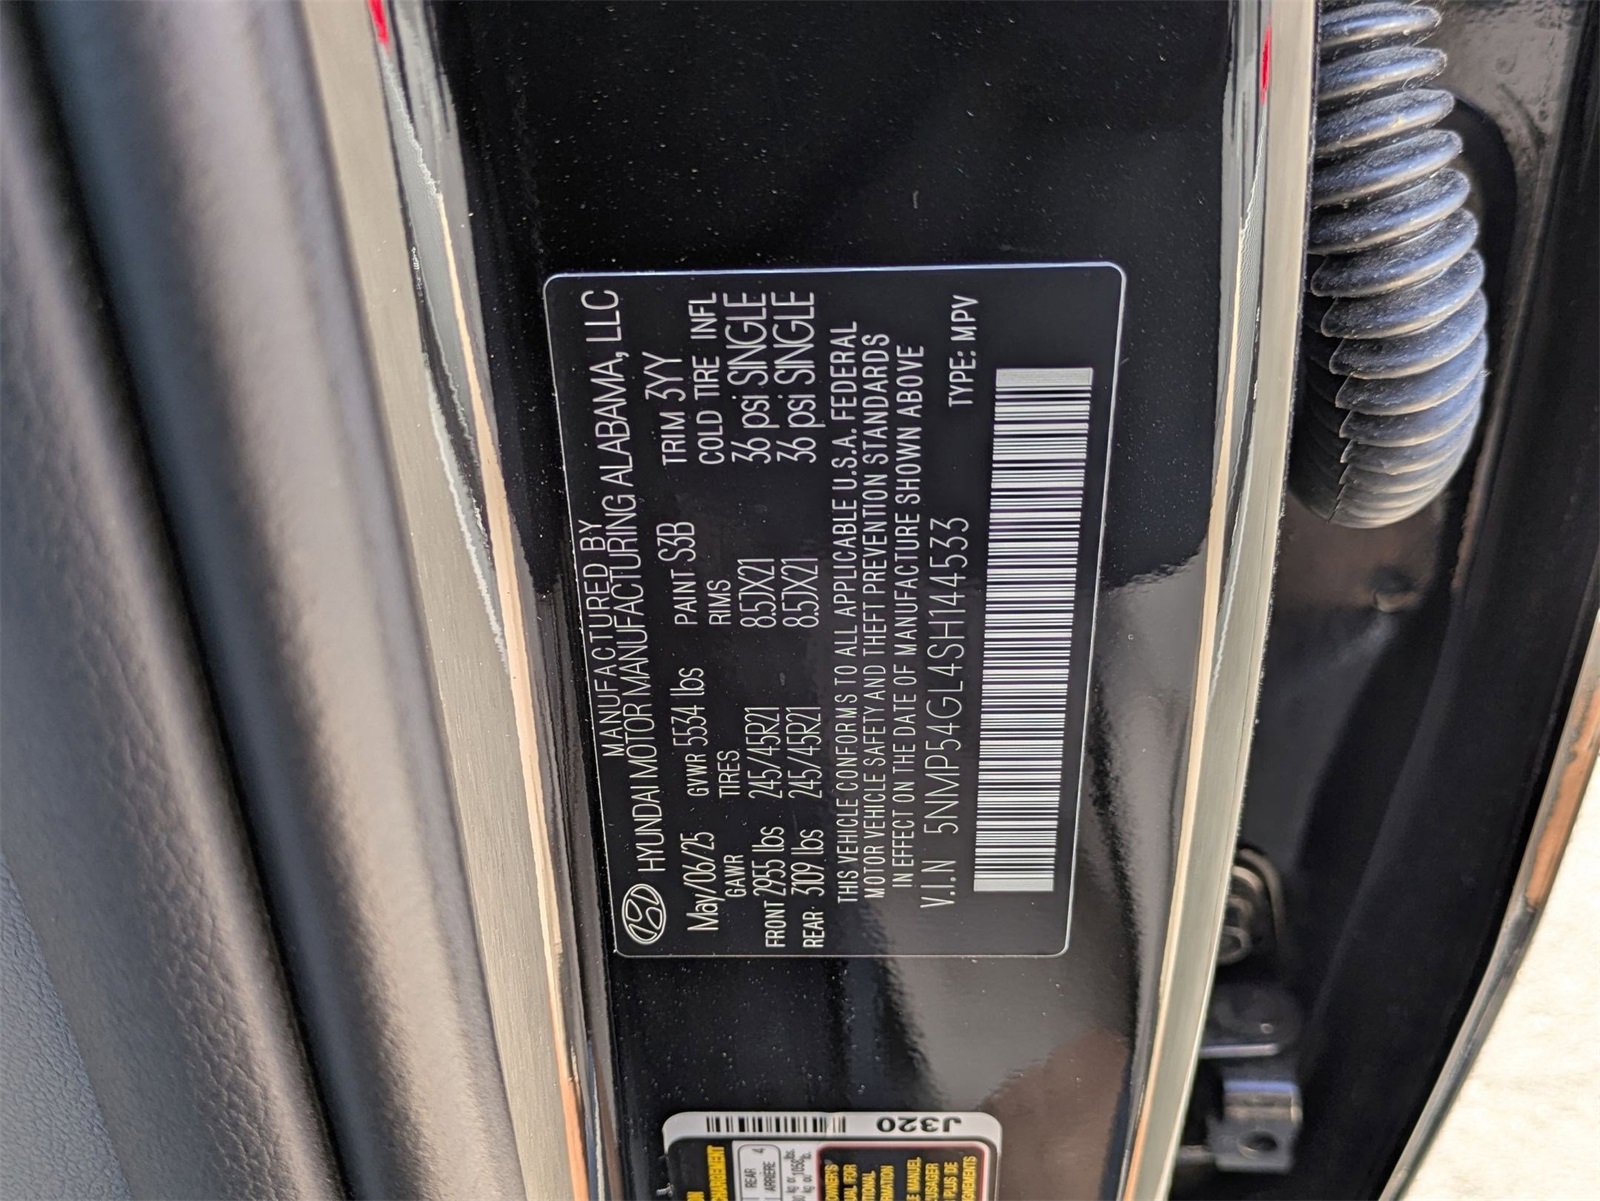 MANUFACTURED BY
HYUNDAI MOTOR MANUFACTURING ALABAMA, LLC
May/06/25 GVWR 5534 lbs PAINT S3B TRIM 3YY
GAWR TIRES RIMS COLD TIRE INFL
FRONT 2955 lbs 245/45R21 8.5JX21 36 psi SINGLE
REAR 3109 lbs 245/45R21 8.5JX21 36 psi SINGLE
THIS VEHICLE CONFORMS TO ALL APPLICABLE U.S.A. FEDERAL
MOTOR VEHICLE SAFETY AND THEFT PREVENTION STANDARDS
IN EFFECT ON THE DATE OF MANUFACTURE SHOWN ABOVE
V.I.N 5NMP54GL4SH144533 TYPE: MPV
J320
REAR 4
ARRIÈRE